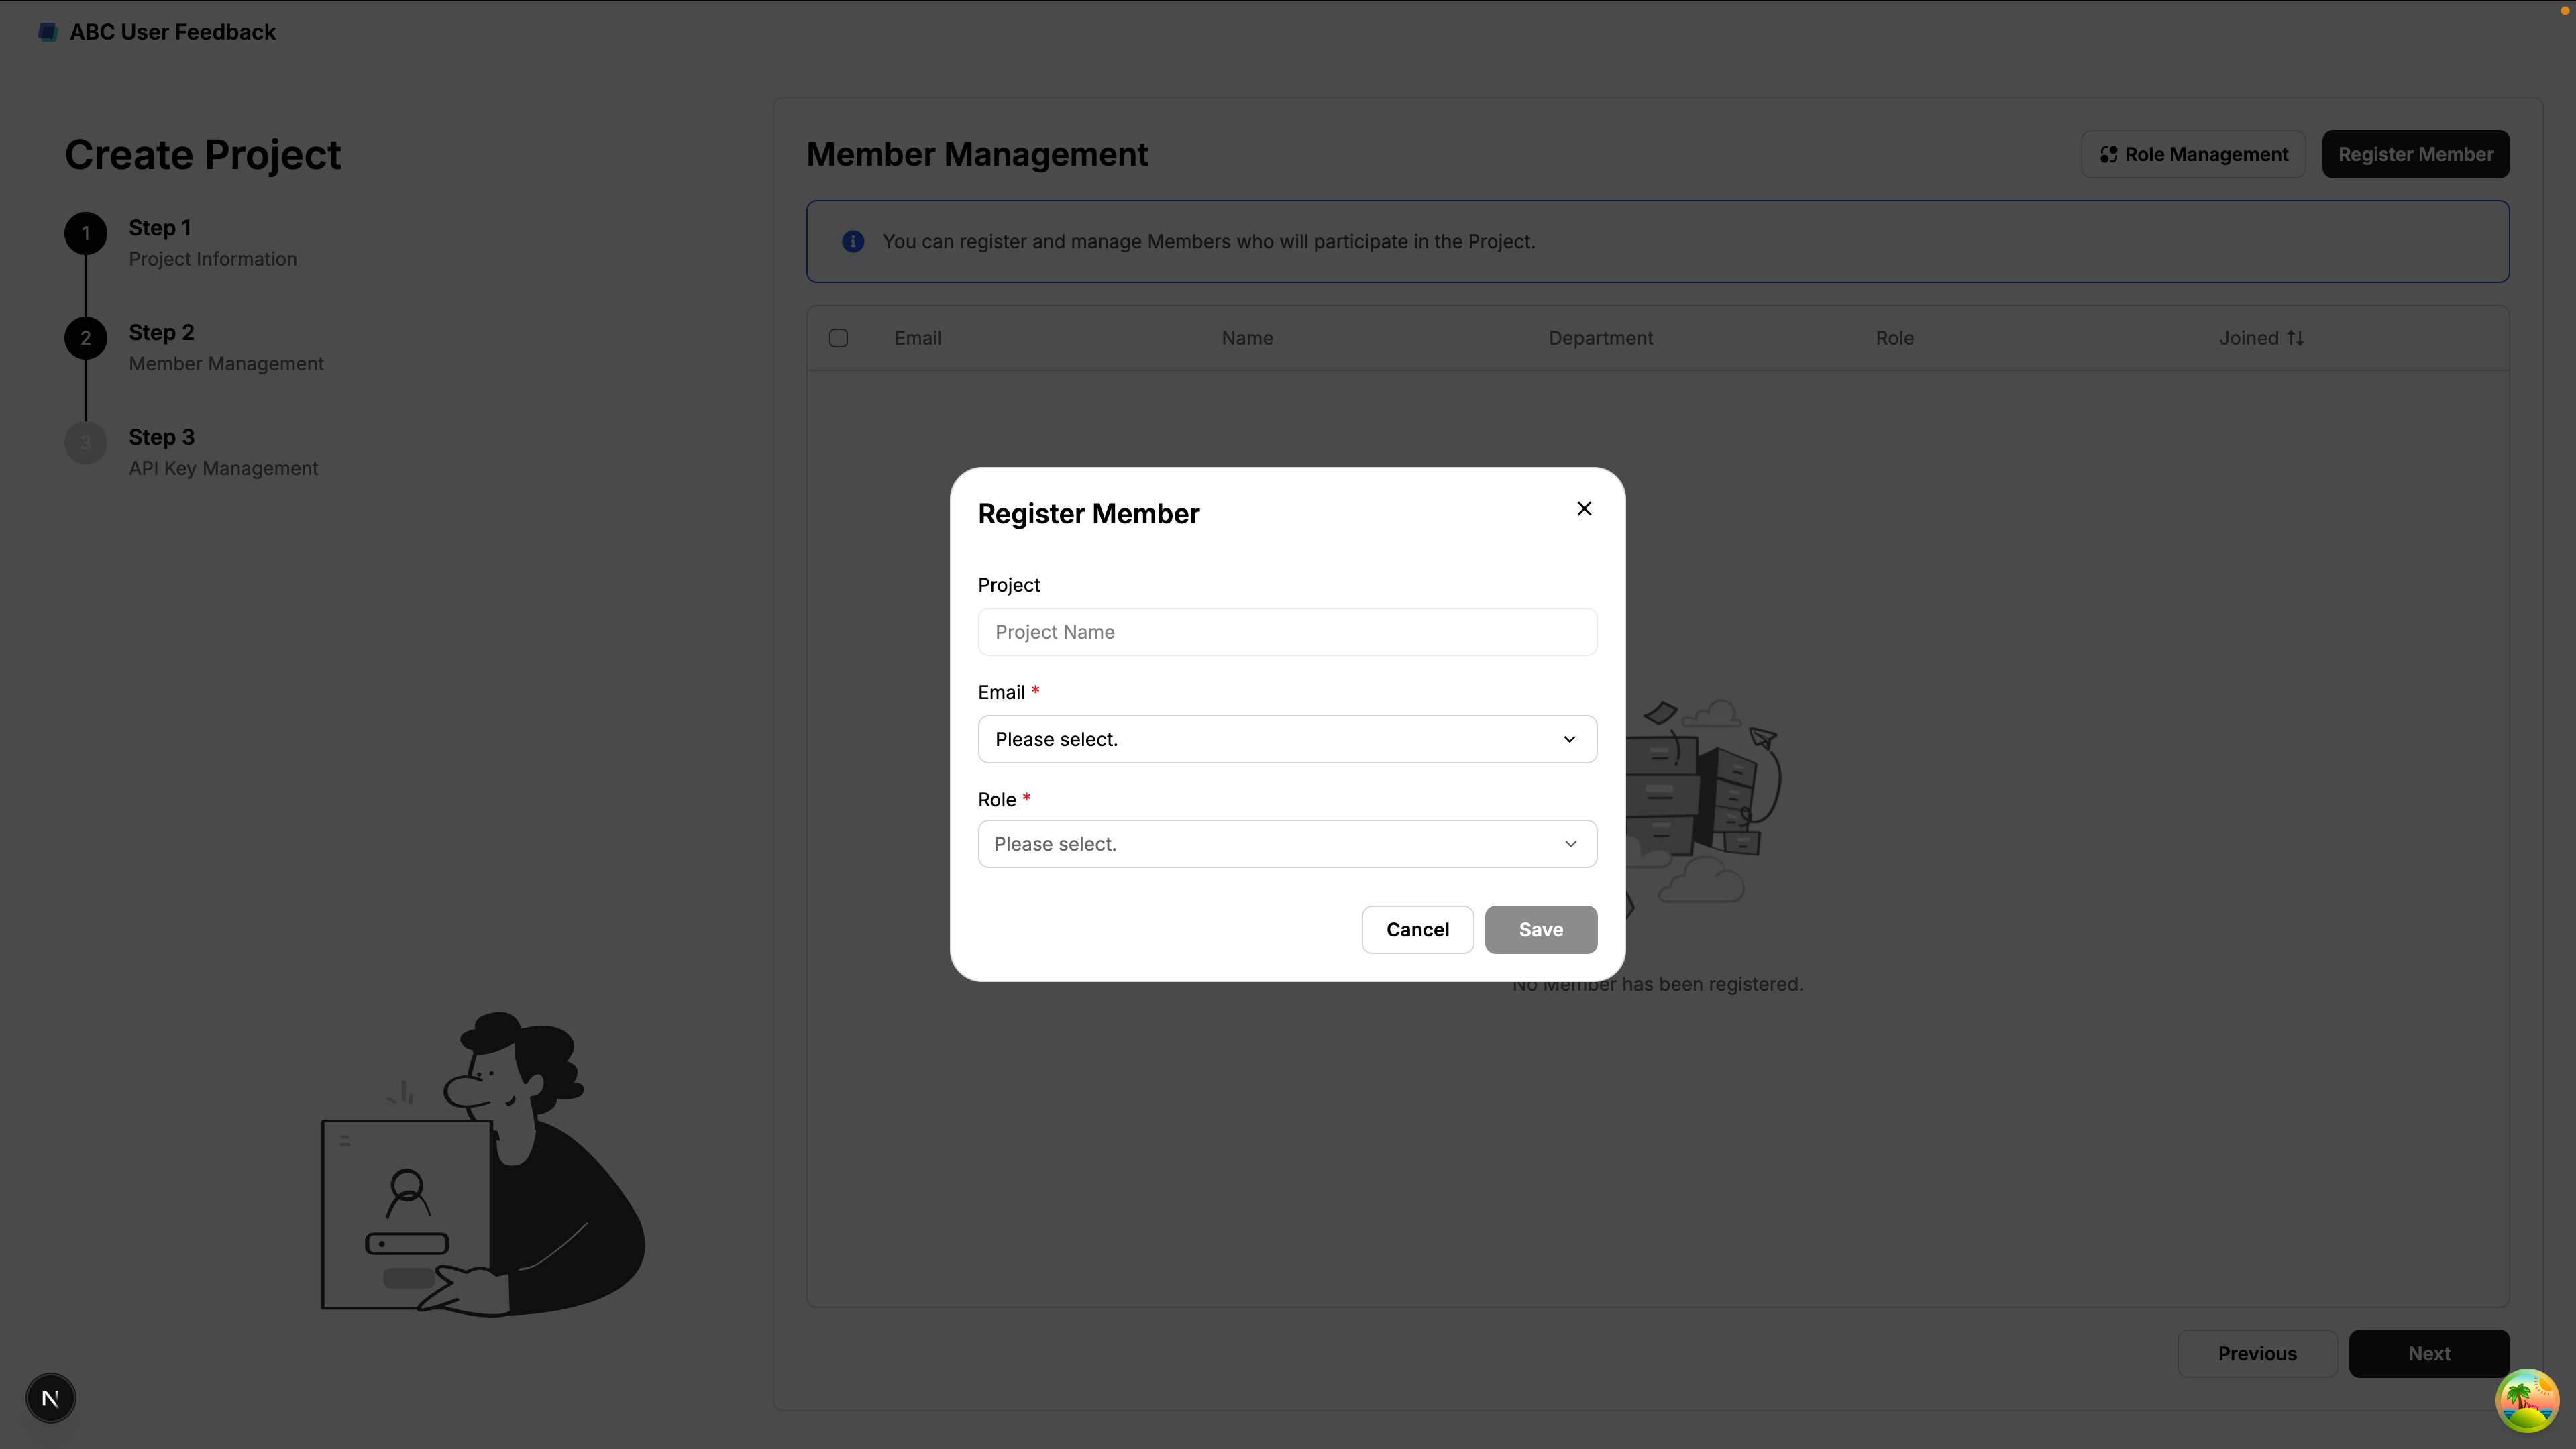 ABC User Feedback
Create Project
1
Step 1
Project Information
2
Step 2
Member Management
3
Step 3
API Key Management
Member Management
Role Management
Register Member
You can register and manage Members who will participate in the Project.
Email
Name
Department
Role
Joined
Register Member
Project
Project Name
Email *
Please select.
Role *
Please select.
Cancel
Save
No Member has been registered.
Previous
Next
N